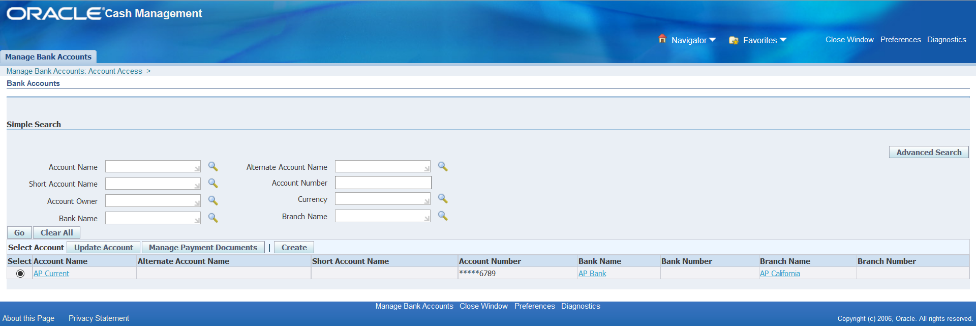 ORACLE® Cash Management
Navigator Favorites Close Window Preferences Diagnostics
Manage Bank Accounts
Manage Bank Accounts: Account Access >
Bank Accounts
Simple Search
Advanced Search
Account Name Alternate Account Name
Short Account Name Account Number
Account Owner Currency
Bank Name Branch Name
Go Clear All
Select Account Update Account Manage Payment Documents | Create
Select Account Name Alternate Account Name Short Account Name Account Number Bank Name Bank Number Branch Name Branch Number
AP Current *****6789 AP Bank AP California
Manage Bank Accounts Close Window Preferences Diagnostics
About this Page Privacy Statement Copyright (c) 2006, Oracle. All rights reserved.